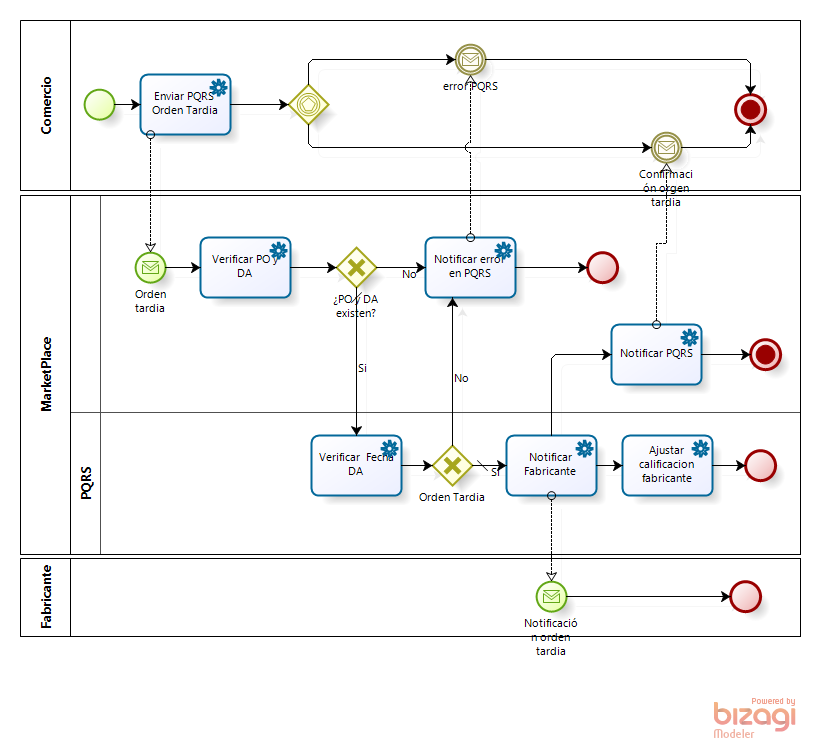 Comercio
Enviar PQRS
Orden Tardia
error PQRS
Confirmaci
ón orgen
tardia
MarketPlace
Orden
tardia
Verificar PO y
DA
¿PO y DA
existen?
No
Notificar error
en PQRS
Si
No
Notificar PQRS
PQRS
Verificar Fecha
DA
Orden Tardia
Si
Notificar
Fabricante
Ajustar
calificacion
fabricante
Fabricante
Notificació
n orden
tardia
Powered by
bizagi
Modeler